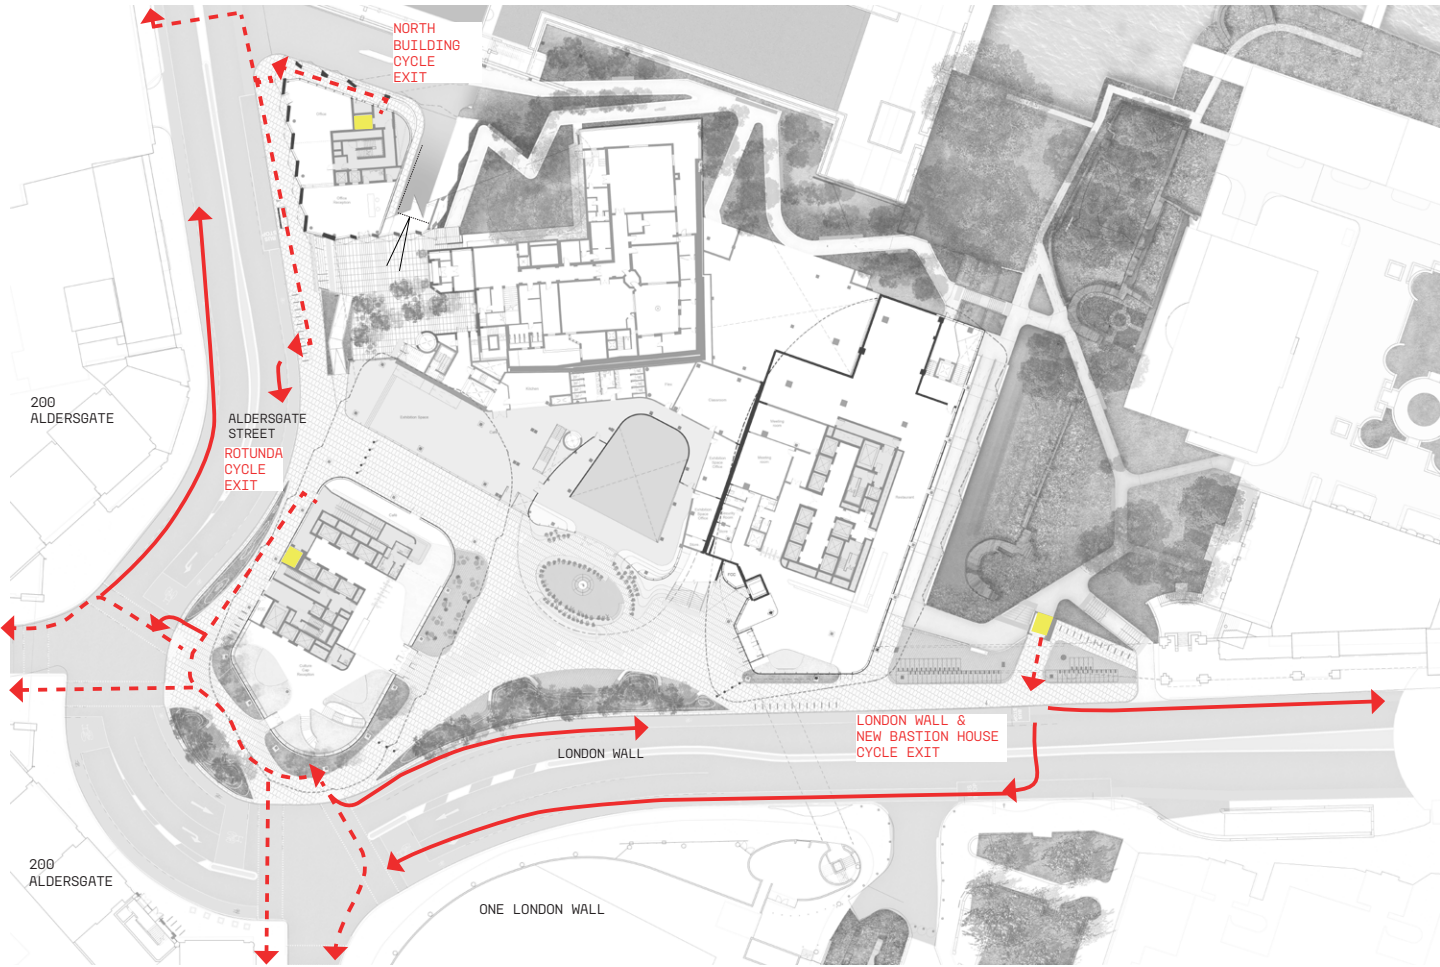 NORTH
BUILDING
CYCLE
EXIT
200
ALDERSGATE
ALDERSGATE
STREET
ROTUNDA
CYCLE
EXIT
LONDON WALL
LONDON WALL &
NEW BASTION HOUSE
CYCLE EXIT
200
ALDERSGATE
ONE LONDON WALL